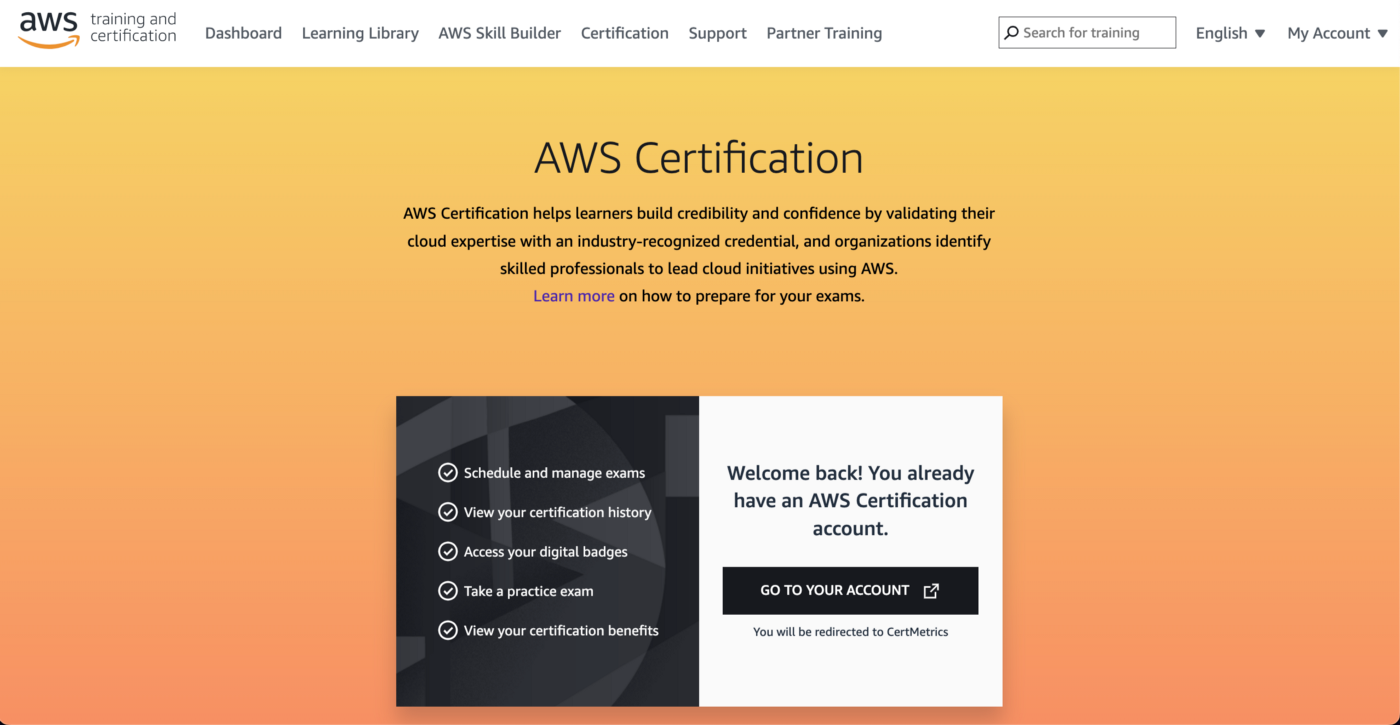 aws training and
certification
Dashboard
Learning Library
AWS Skill Builder
Certification
Support
Partner Training
Search for training
English
My Account
AWS Certification
AWS Certification helps learners build credibility and confidence by validating their
cloud expertise with an industry-recognized credential, and organizations identify
skilled professionals to lead cloud initiatives using AWS.
Learn more on how to prepare for your exams.
Schedule and manage exams
View your certification history
Access your digital badges
Take a practice exam
View your certification benefits
Welcome back! You already
have an AWS Certification
account.
GO TO YOUR ACCOUNT
You will be redirected to CertMetrics